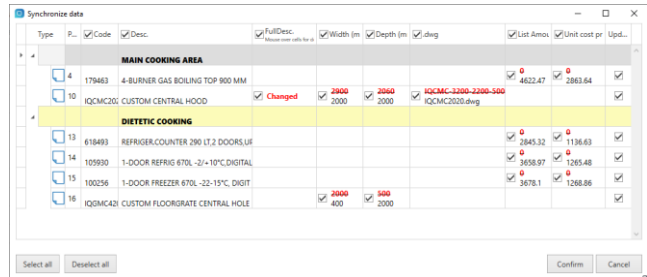 Synchronize data
Type P... Code Desc. FullDesc. Width (m Depth (m .dwg List Amou Unit cost pr Upd...
Mouse over cells for d
MAIN COOKING AREA
4 179463 4-BURNER GAS BOILING TOP 900 MM 0 4622.47 0 2863.64
10 IQCMC202 CUSTOM CENTRAL HOOD Changed 2900 2000 2060 2000 IQCMC-3200-2200-500 IQCMC2020.dwg
DIETETIC COOKING
13 618493 REFRIGER.COUNTER 290 LT,2 DOORS,UF 0 2845.32 0 1136.63
14 105930 1-DOOR REFRIG 670L -2/+10°C,DIGITAL 0 3658.97 0 1265.48
15 100256 1-DOOR FREEZER 670L -22-15°C, DIGIT 0 3678.1 0 1268.86
16 IQGMC42( CUSTOM FLOORGRATE CENTRAL HOLE 2000 400 500 2000
Select all Deselect all Confirm Cancel